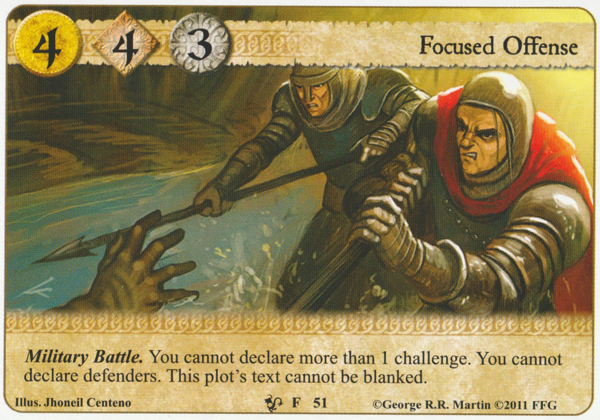 4 4 3 Focused Offense
Military Battle. You cannot declare more than 1 challenge. You cannot
declare defenders. This plot's text cannot be blanked.
Illus. Jhoneil Centeno F 51 ©George R.R. Martin ©2011 FFG